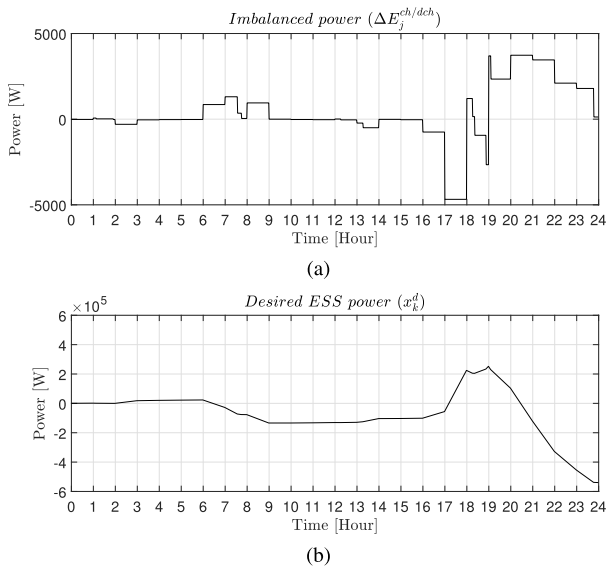 Imbalanced power (ΔE_j^{ch/dch})
5000
0
-5000
Power [W]
0 1 2 3 4 5 6 7 8 9 10 11 12 13 14 15 16 17 18 19 20 21 22 23 24
Time [Hour]
(a)
Desired ESS power (x_k^d)
×10^5
6
4
2
0
-2
-4
-6
Power [W]
0 1 2 3 4 5 6 7 8 9 10 11 12 13 14 15 16 17 18 19 20 21 22 23 24
Time [Hour]
(b)